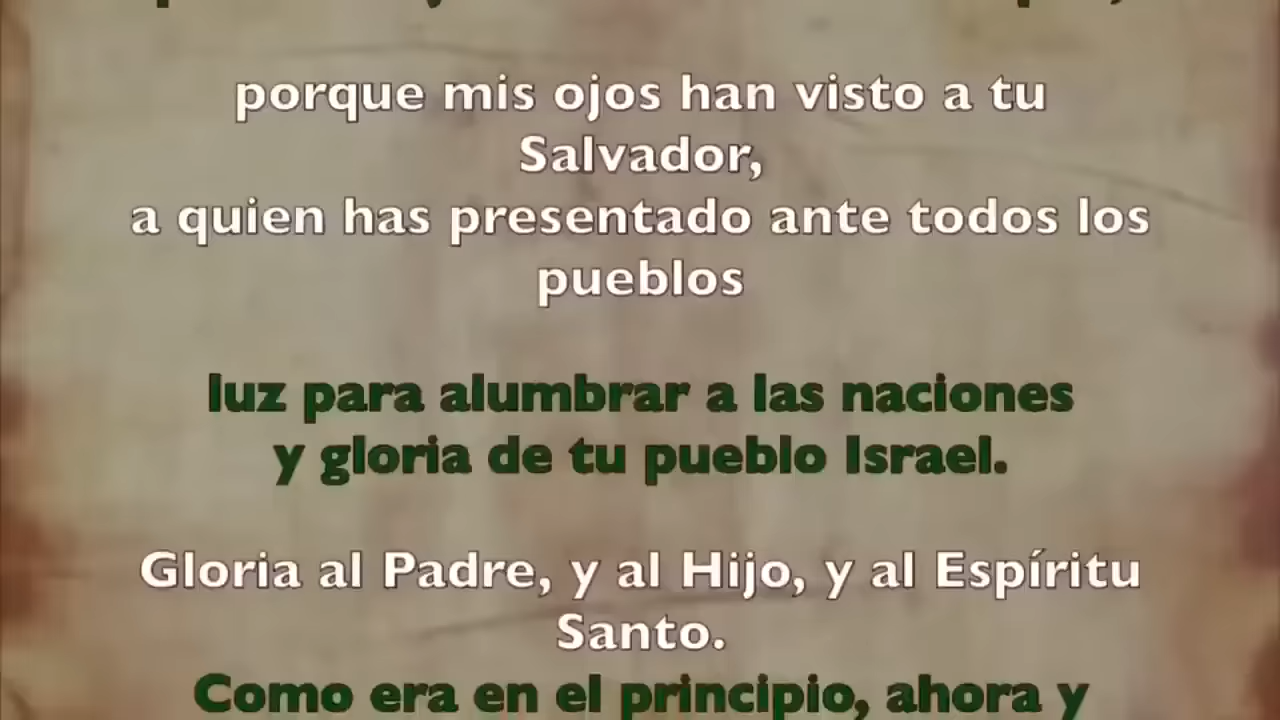 porque mis ojos han visto a tu
Salvador,
a quien has presentado ante todos los
pueblos
luz para alumbrar a las naciones
y gloria de tu pueblo Israel.
Gloria al Padre, y al Hijo, y al Espíritu
Santo.
Como era en el principio, ahora y